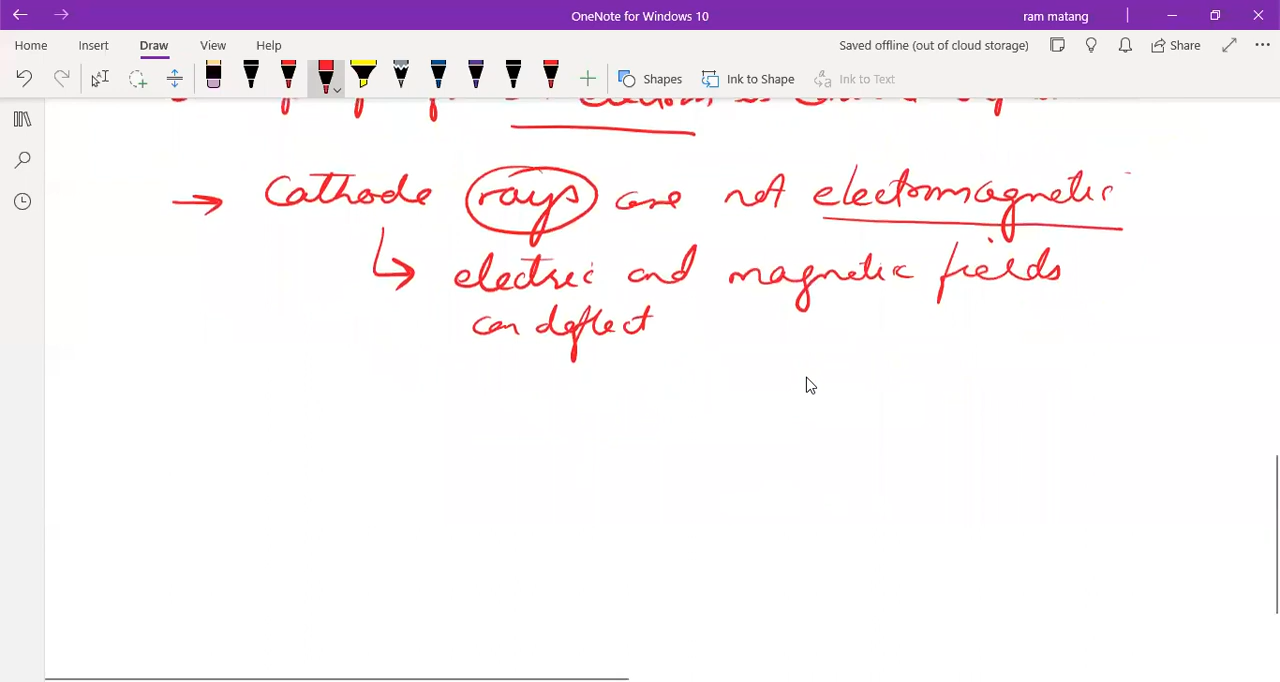 OneNote for Windows 10
ram matang
Home Insert Draw View Help
Saved offline (out of cloud storage)
Share
Shapes
Ink to Shape
Ink to Text
→ Cathode rays are not electromagnetic
↳ electric and magnetic fields
can deflect